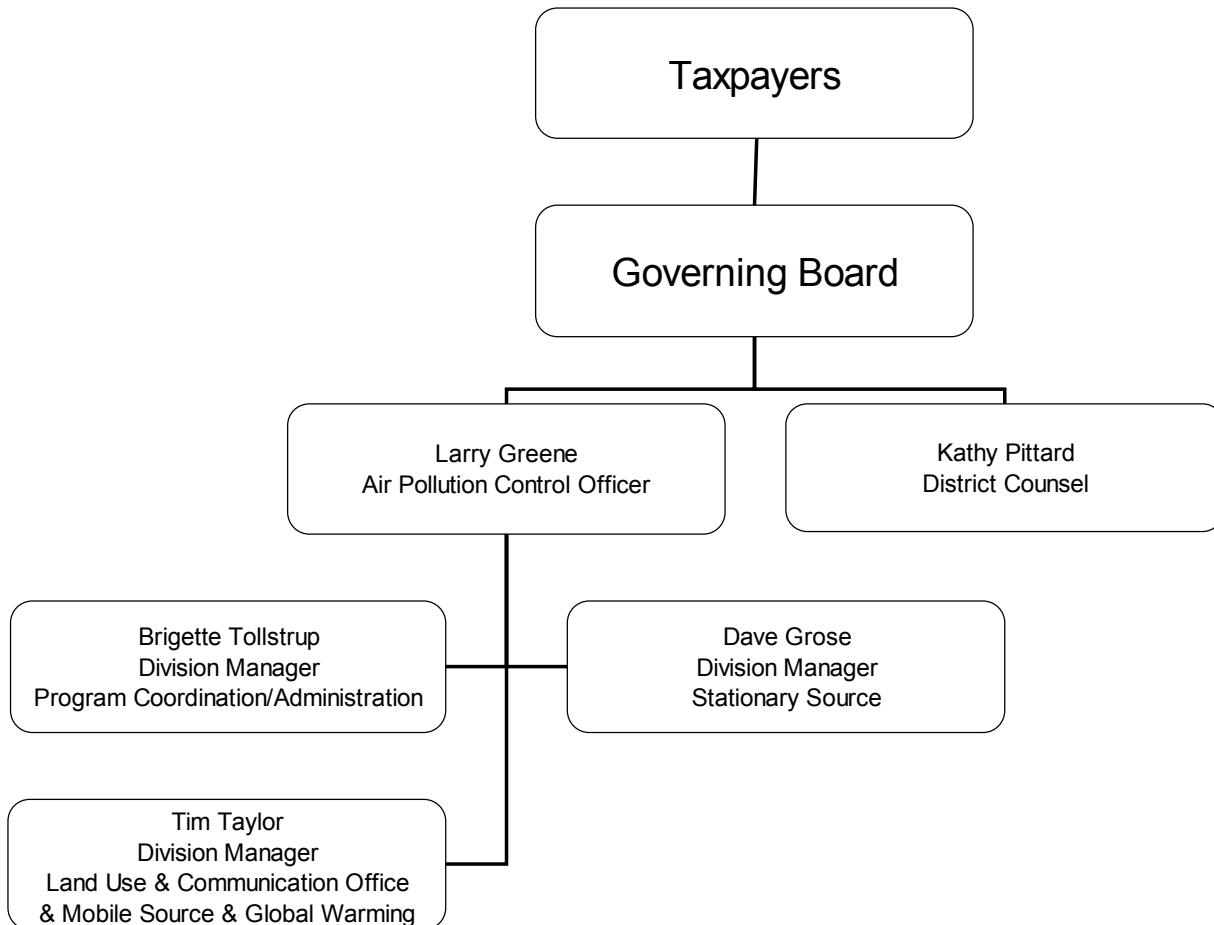 Taxpayers
Governing Board
Larry Greene
Air Pollution Control Officer
Kathy Pittard
District Counsel
Brigette Tollstrup
Division Manager
Program Coordination/Administration
Dave Grose
Division Manager
Stationary Source
Tim Taylor
Division Manager
Land Use & Communication Office
& Mobile Source & Global Warming